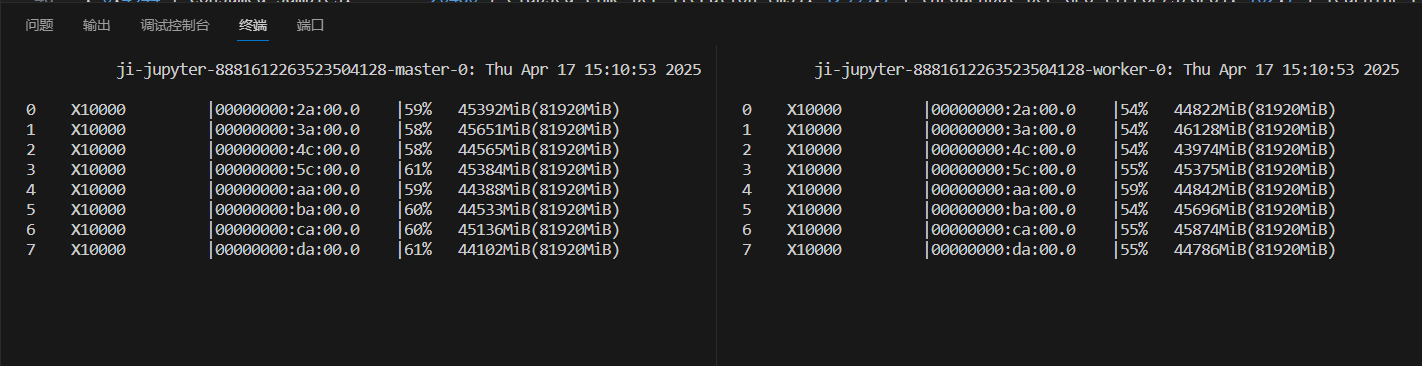 问题 输出 调试控制台 终端 端口
ji-jupyter-8881612263523504128-master-0: Thu Apr 17 15:10:53 2025
0 X10000 |00000000:2a:00.0 |59% 45392MiB(81920MiB)
1 X10000 |00000000:3a:00.0 |58% 45651MiB(81920MiB)
2 X10000 |00000000:4c:00.0 |58% 44565MiB(81920MiB)
3 X10000 |00000000:5c:00.0 |61% 45384MiB(81920MiB)
4 X10000 |00000000:aa:00.0 |59% 44388MiB(81920MiB)
5 X10000 |00000000:ba:00.0 |60% 44533MiB(81920MiB)
6 X10000 |00000000:ca:00.0 |60% 45136MiB(81920MiB)
7 X10000 |00000000:da:00.0 |61% 44102MiB(81920MiB)
ji-jupyter-8881612263523504128-worker-0: Thu Apr 17 15:10:53 2025
0 X10000 |00000000:2a:00.0 |54% 44822MiB(81920MiB)
1 X10000 |00000000:3a:00.0 |54% 46128MiB(81920MiB)
2 X10000 |00000000:4c:00.0 |54% 43974MiB(81920MiB)
3 X10000 |00000000:5c:00.0 |55% 45375MiB(81920MiB)
4 X10000 |00000000:aa:00.0 |59% 44842MiB(81920MiB)
5 X10000 |00000000:ba:00.0 |54% 45696MiB(81920MiB)
6 X10000 |00000000:ca:00.0 |55% 45874MiB(81920MiB)
7 X10000 |00000000:da:00.0 |55% 44786MiB(81920MiB)